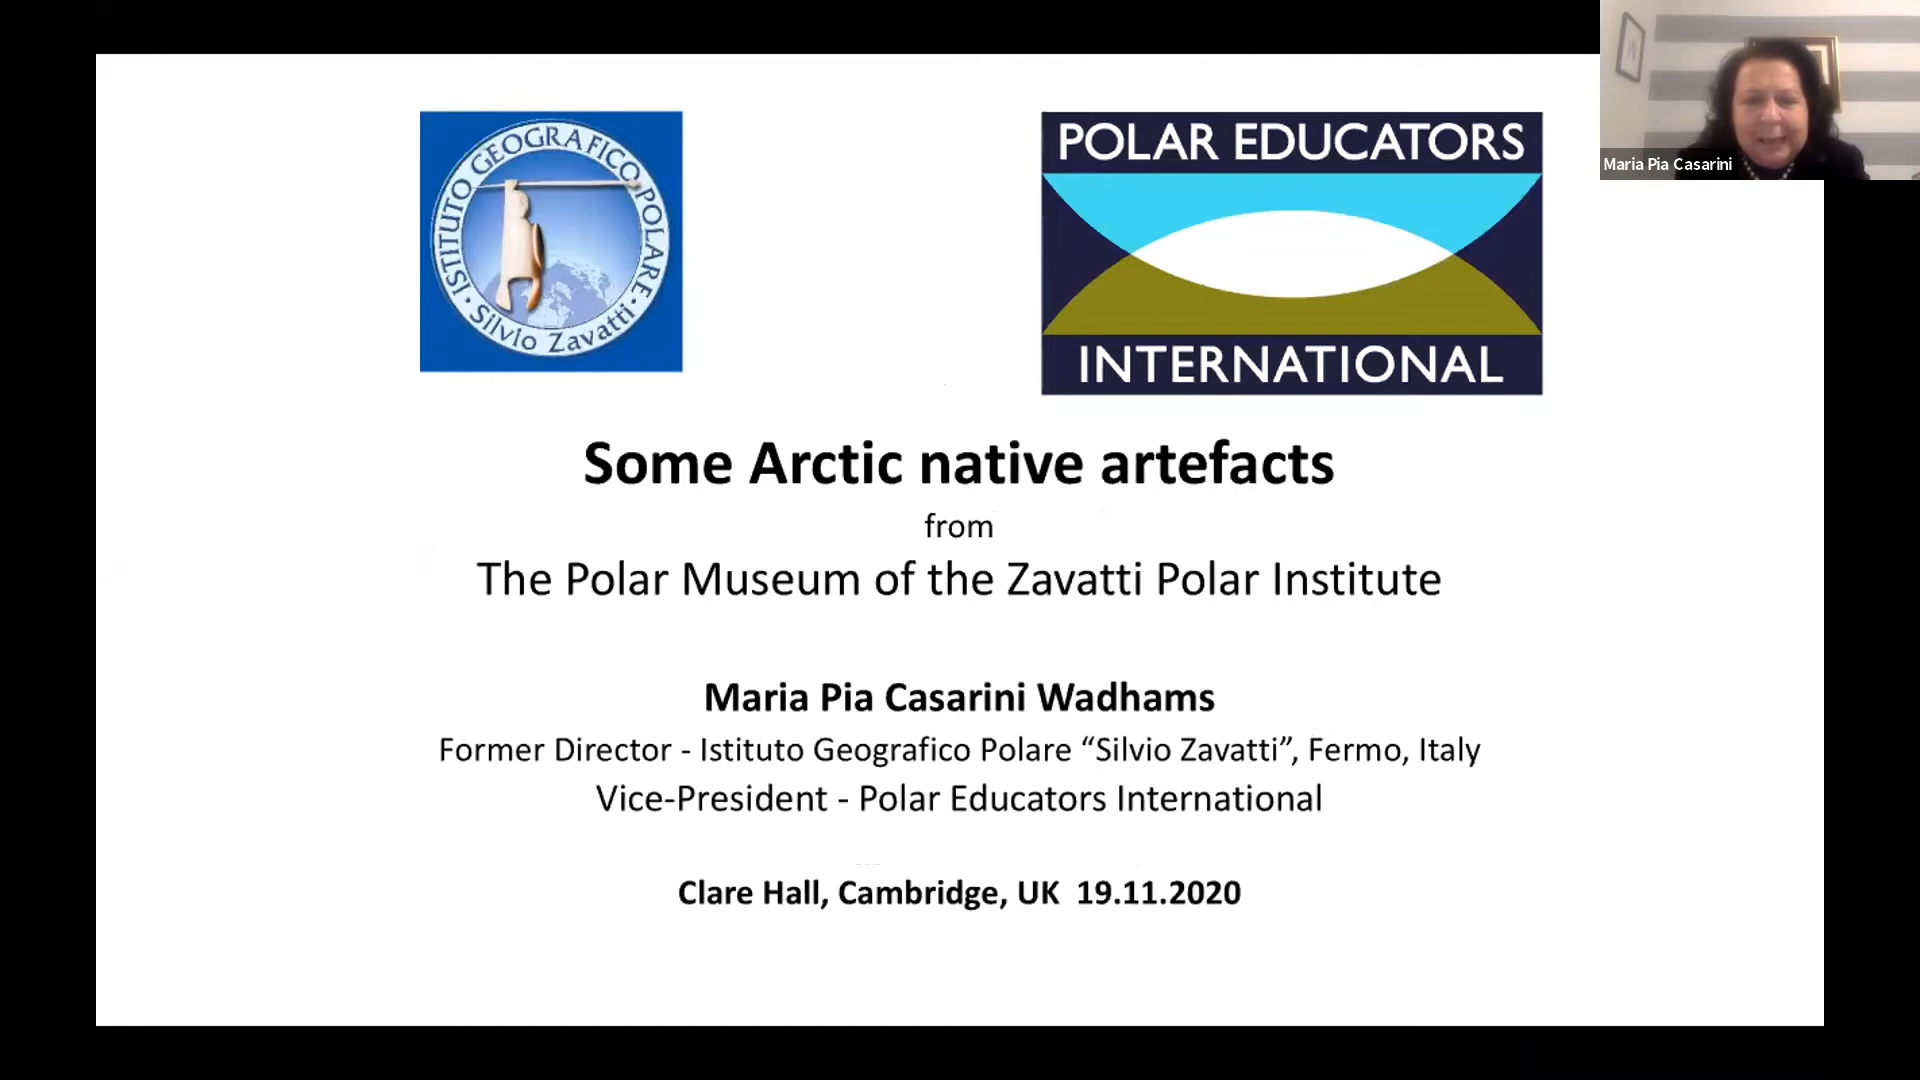 ISTITUTO GEOGRAFICO POLARE
Silvio Zavatti
POLAR EDUCATORS
INTERNATIONAL
Maria Pia Casarini
Some Arctic native artefacts
from
The Polar Museum of the Zavatti Polar Institute
Maria Pia Casarini Wadhams
Former Director - Istituto Geografico Polare “Silvio Zavatti”, Fermo, Italy
Vice-President - Polar Educators International
Clare Hall, Cambridge, UK 19.11.2020